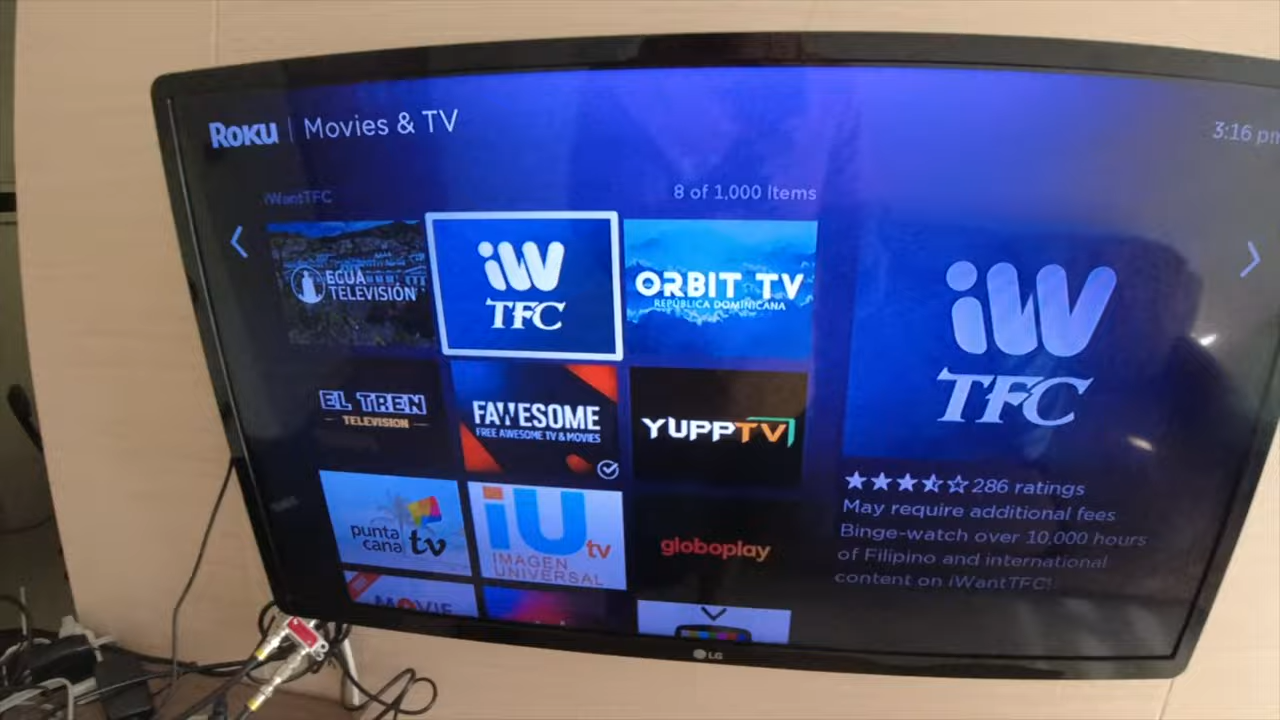 Roku | Movies & TV
3:16 pm
iWantTFC
8 of 1,000 Items
EGUA
TELEVISIÓN
iW
TFC
ORBIT TV
REPÚBLICA DOMINICANA
iW
TFC
EL TREN
TELEVISION
FAWESOME
FREE AWESOME TV & MOVIES
YUPPTV
286 ratings
May require additional fees
Binge-watch over 10,000 hours
of Filipino and international
content on iWantTFC!
punta
cana tv
iU tv
IMAGEN
UNIVERSAL
globoplay
MOVIE
LG